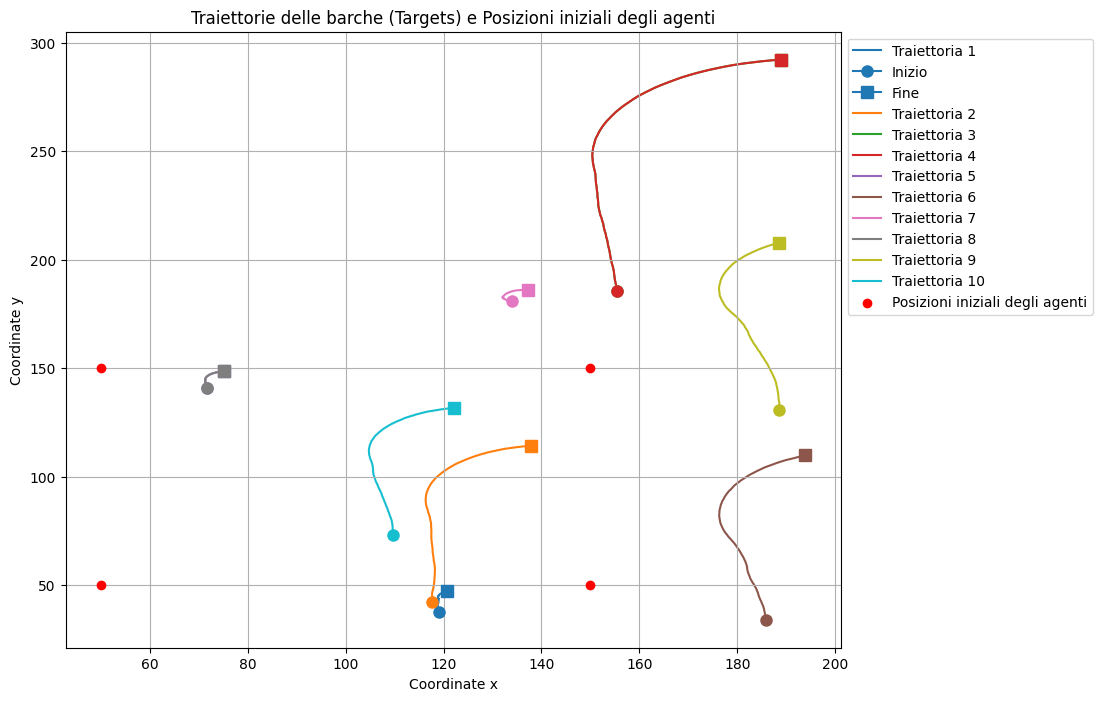 Traiettorie delle barche (Targets) e Posizioni iniziali degli agenti
300
250
200
150
100
50
Coordinate y
60
80
100
120
140
160
180
200
Coordinate x
Traiettoria 1
Inizio
Fine
Traiettoria 2
Traiettoria 3
Traiettoria 4
Traiettoria 5
Traiettoria 6
Traiettoria 7
Traiettoria 8
Traiettoria 9
Traiettoria 10
Posizioni iniziali degli agenti